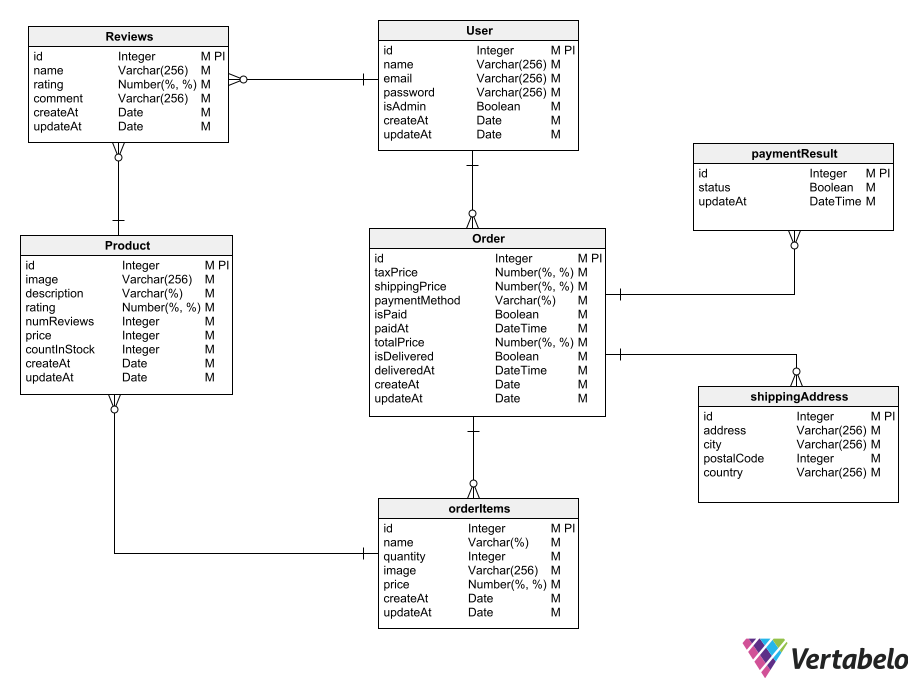 Reviews
id Integer M PI
name Varchar(256) M
rating Number(%, %) M
comment Varchar(256) M
createAt Date M
updateAt Date M
User
id Integer M PI
name Varchar(256) M
email Varchar(256) M
password Varchar(256) M
isAdmin Boolean M
createAt Date M
updateAt Date M
paymentResult
id Integer M PI
status Boolean M
updateAt DateTime M
Product
id Integer M PI
image Varchar(256) M
description Varchar(%) M
rating Number(%, %) M
numReviews Integer M
price Integer M
countInStock Integer M
createAt Date M
updateAt Date M
Order
id Integer M PI
taxPrice Number(%, %) M
shippingPrice Number(%, %) M
paymentMethod Varchar(%) M
isPaid Boolean M
paidAt DateTime M
totalPrice Number(%, %) M
isDelivered Boolean M
deliveredAt DateTime M
createAt Date M
updateAt Date M
shippingAddress
id Integer M PI
address Varchar(256) M
city Varchar(256) M
postalCode Integer M
country Varchar(256) M
orderItems
id Integer M PI
name Varchar(%) M
quantity Integer M
image Varchar(256) M
price Number(%, %) M
createAt Date M
updateAt Date M
Vertabelo